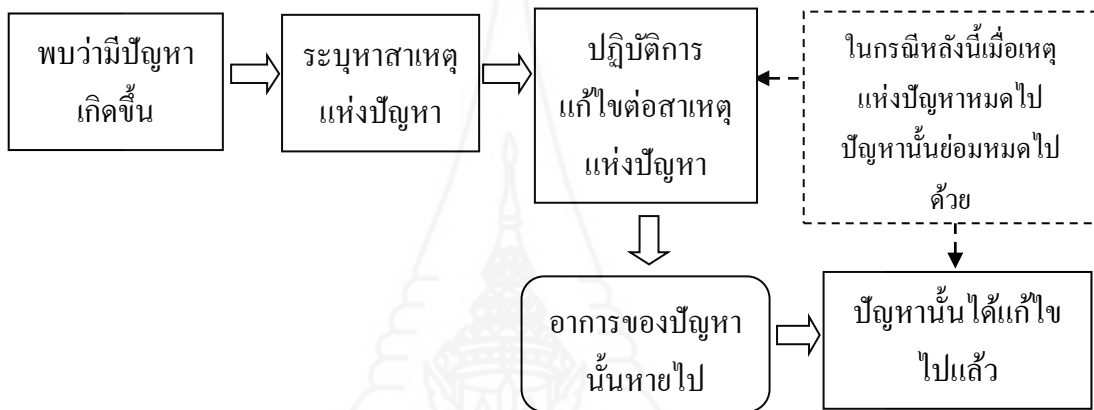 พบว่ามีปัญหา
เกิดขึ้น
ระบุหาสาเหตุ
แห่งปัญหา
ปฏิบัติการ
แก้ไขต่อสาเหตุ
แห่งปัญหา
ในกรณีหลังนี้เมื่อเหตุ
แห่งปัญหาหมดไป
ปัญหานั้นย่อมหมดไป
ด้วย
อาการของปัญหา
นั้นหายไป
ปัญหานั้นได้แก้ไข
ไปแล้ว